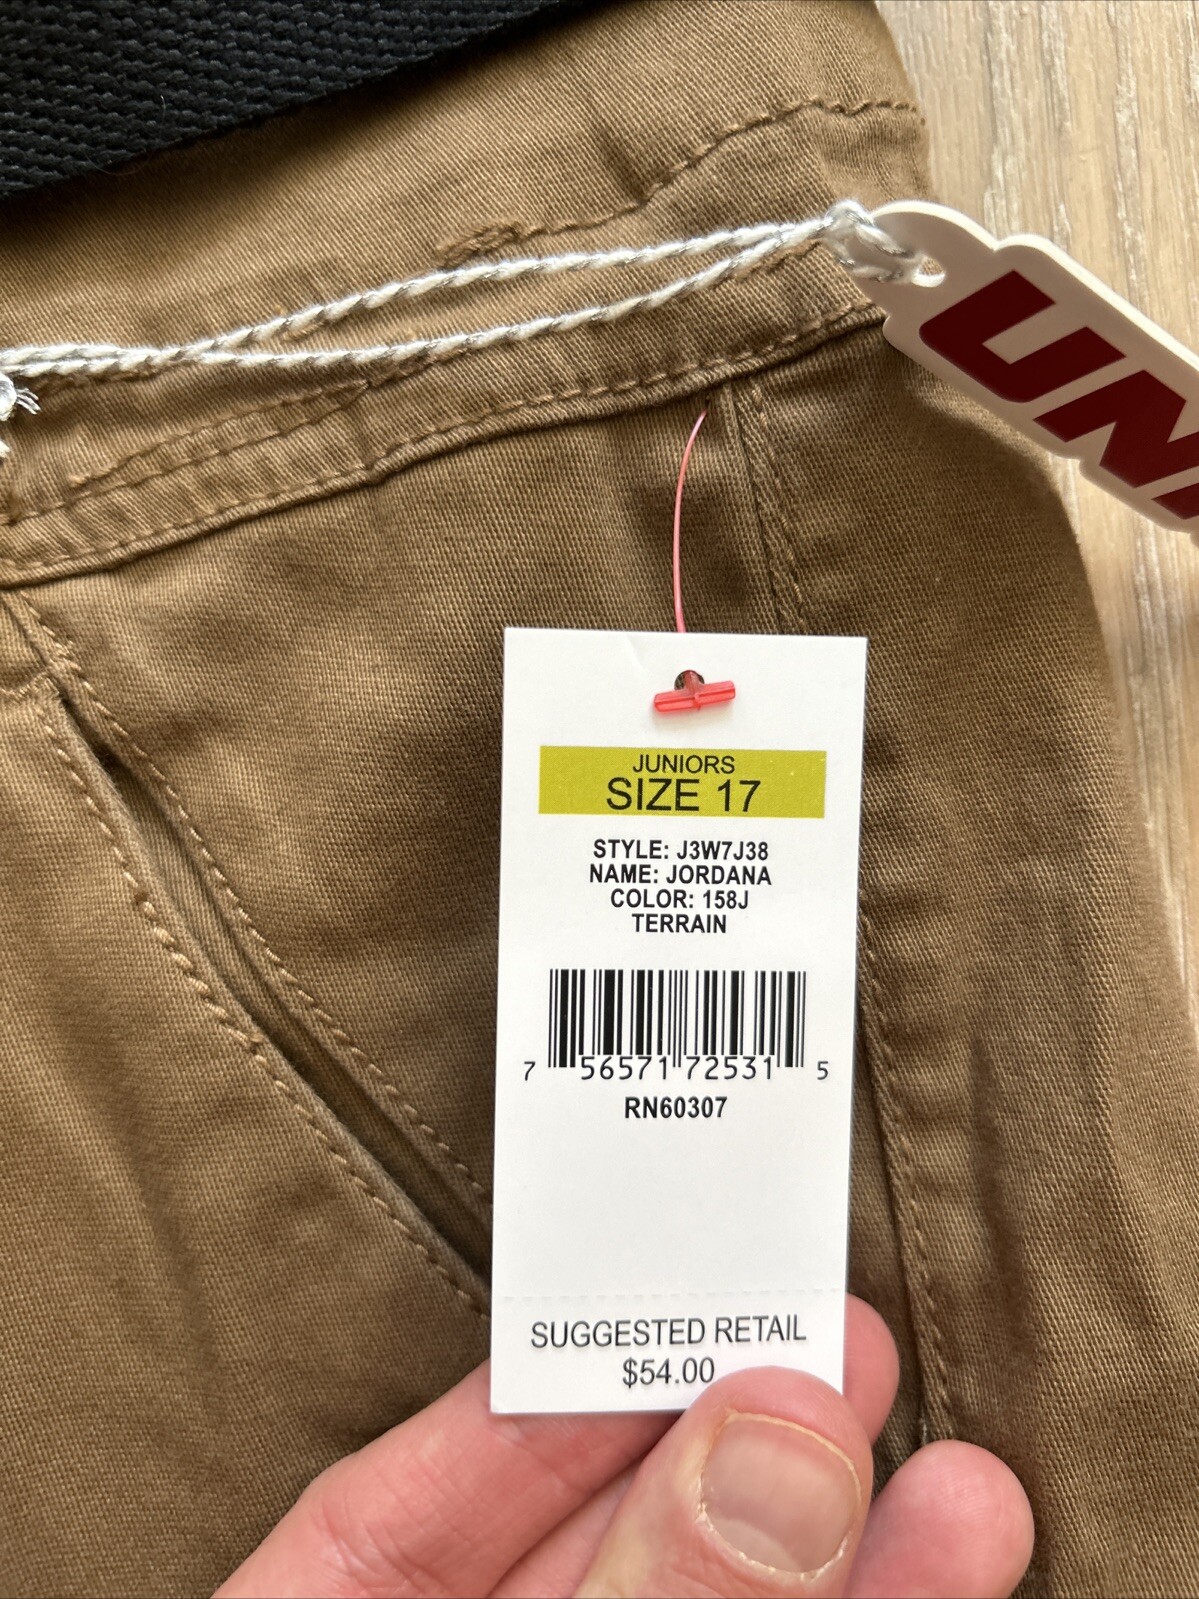 UNI
JUNIORS
SIZE 17
STYLE: J3W7J38
NAME: JORDANA
COLOR: 158J
TERRAIN
7 56571 72531 5
RN60307
SUGGESTED RETAIL
$54.00